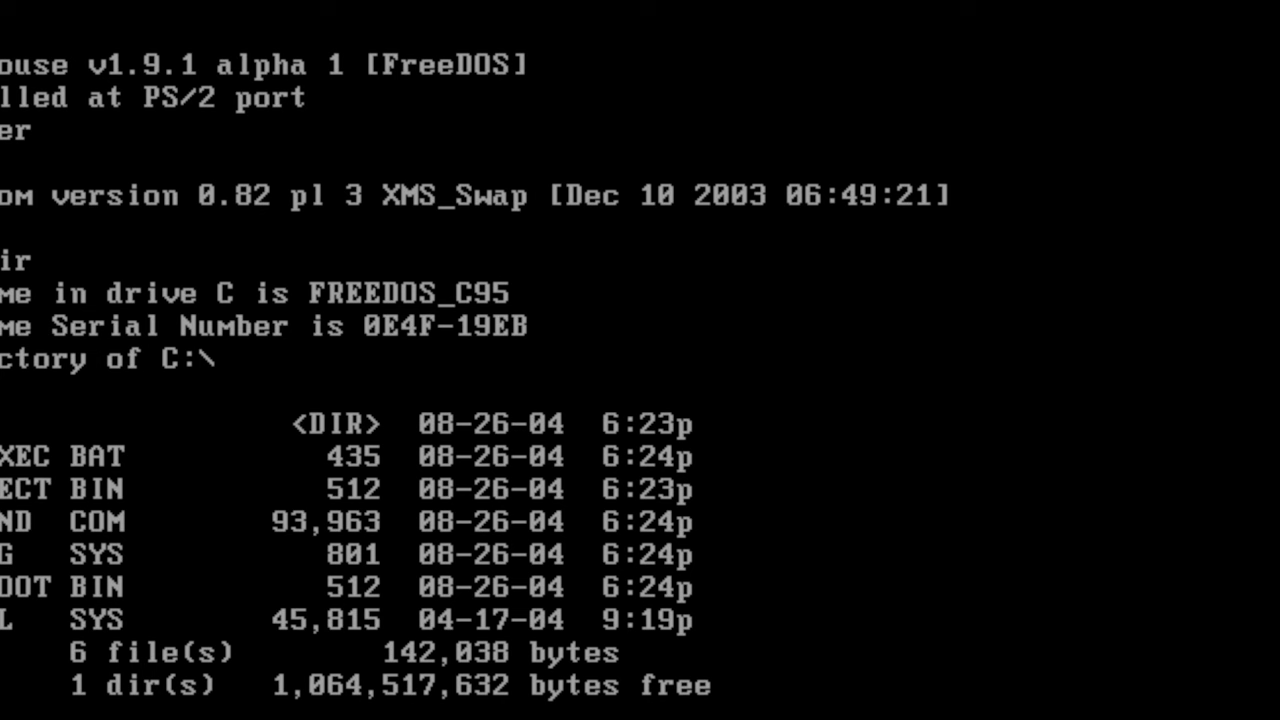 ouse v1.9.1 alpha 1 [FreeDOS]
lled at PS/2 port
er
om version 0.82 pl 3 XMS_Swap [Dec 10 2003 06:49:21]
ir
me in drive C is FREEDOS_C95
me Serial Number is 0E4F-19EB
ctory of C:\
<DIR> 08-26-04 6:23p
XEC BAT 435 08-26-04 6:24p
ECT BIN 512 08-26-04 6:23p
ND COM 93,963 08-26-04 6:24p
G SYS 801 08-26-04 6:24p
OOT BIN 512 08-26-04 6:24p
L SYS 45,815 04-17-04 9:19p
6 file(s) 142,038 bytes
1 dir(s) 1,064,517,632 bytes free